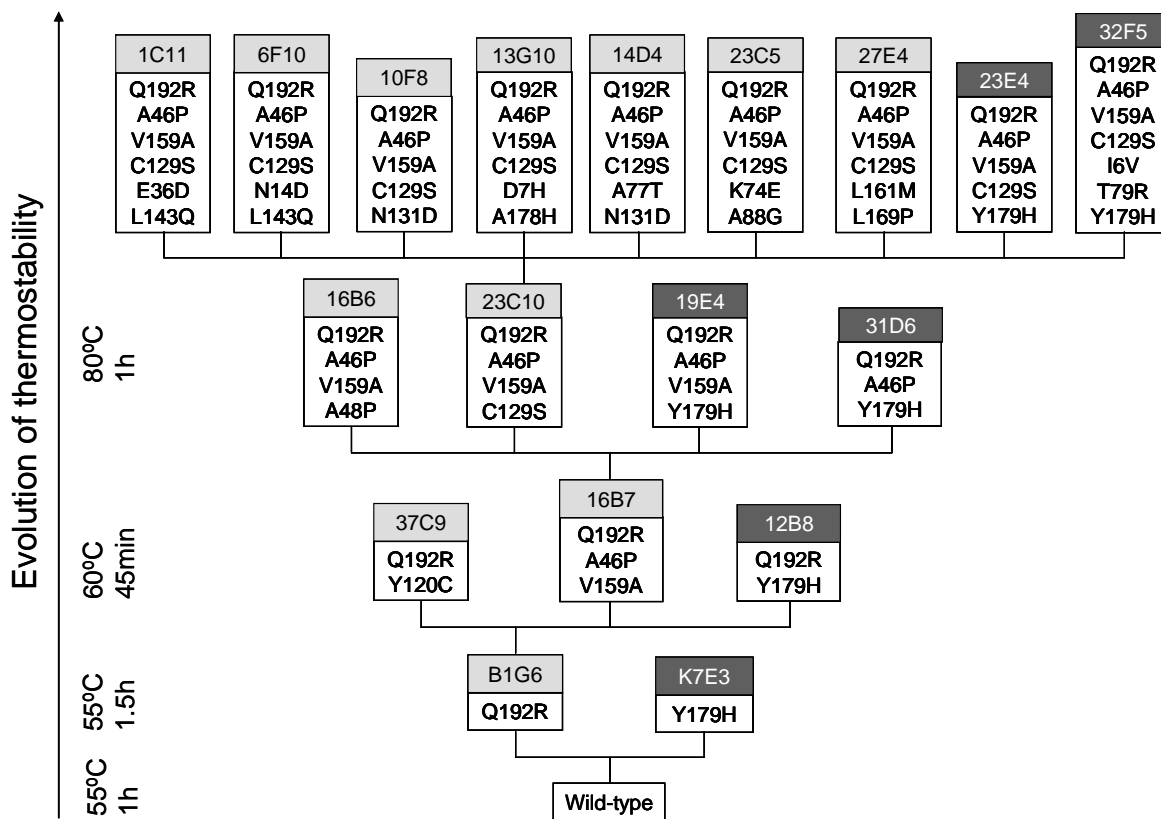 Evolution of thermostability
1C11
Q192R
A46P
V159A
C129S
E36D
L143Q
6F10
Q192R
A46P
V159A
C129S
N14D
L143Q
10F8
Q192R
A46P
V159A
C129S
N131D
13G10
Q192R
A46P
V159A
C129S
D7H
A178H
14D4
Q192R
A46P
V159A
C129S
A77T
N131D
23C5
Q192R
A46P
V159A
C129S
K74E
A88G
27E4
Q192R
A46P
V159A
C129S
L161M
L169P
23E4
Q192R
A46P
V159A
C129S
Y179H
32F5
Q192R
A46P
V159A
C129S
I6V
T79R
Y179H
80ºC
1h
16B6
Q192R
A46P
V159A
A48P
23C10
Q192R
A46P
V159A
C129S
19E4
Q192R
A46P
V159A
Y179H
31D6
Q192R
A46P
Y179H
60ºC
45min
37C9
Q192R
Y120C
16B7
Q192R
A46P
V159A
12B8
Q192R
Y179H
55ºC
1.5h
B1G6
Q192R
K7E3
Y179H
55ºC
1h
Wild-type